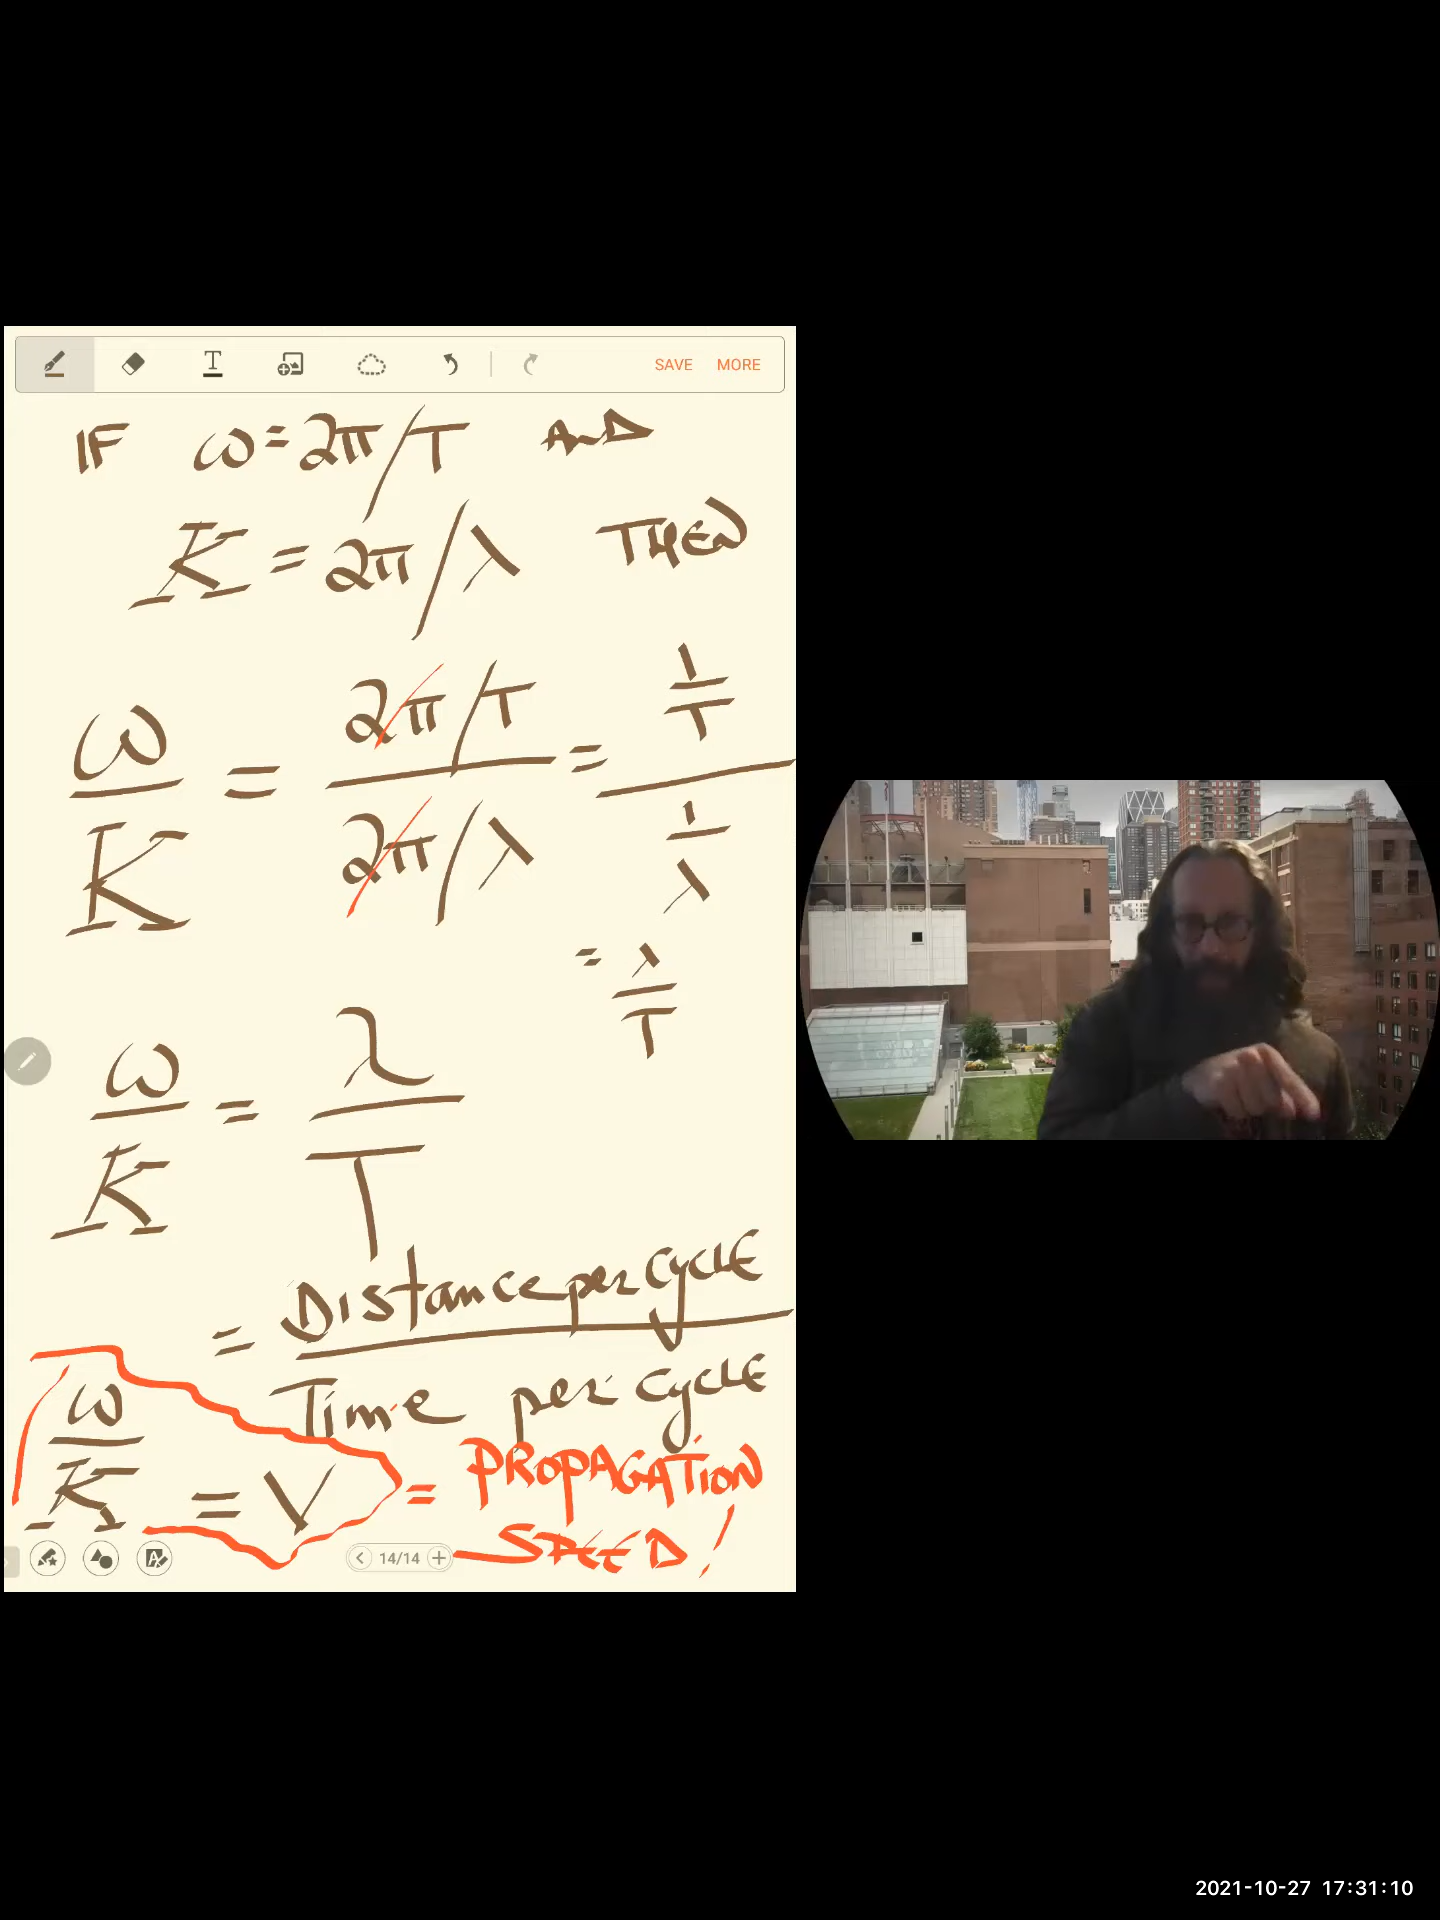 SAVE MORE
IF ω = 2π/T AND
K = 2π/λ THEN
ω/K = (2π/T)/(2π/λ) = (1/T)/(1/λ)
= λ/T
ω/K = λ/T
= Distance per cycle
Time per cycle
ω/K = V = PROPAGATION
SPEED!
14/14
2021-10-27 17:31:10